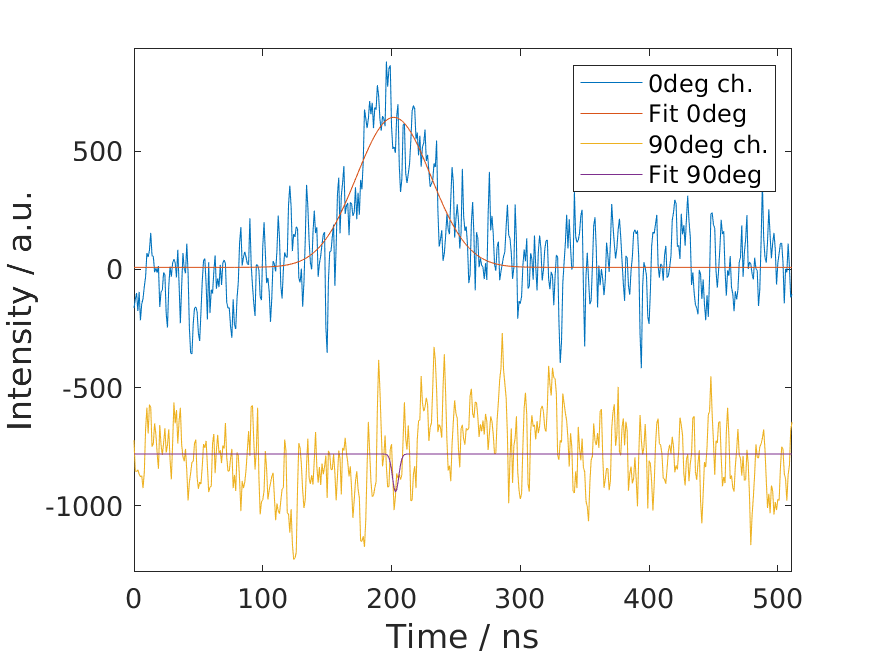 0deg ch.
Fit 0deg
90deg ch.
Fit 90deg
500
0
-500
-1000
Intensity / a.u.
0 100 200 300 400 500
Time / ns